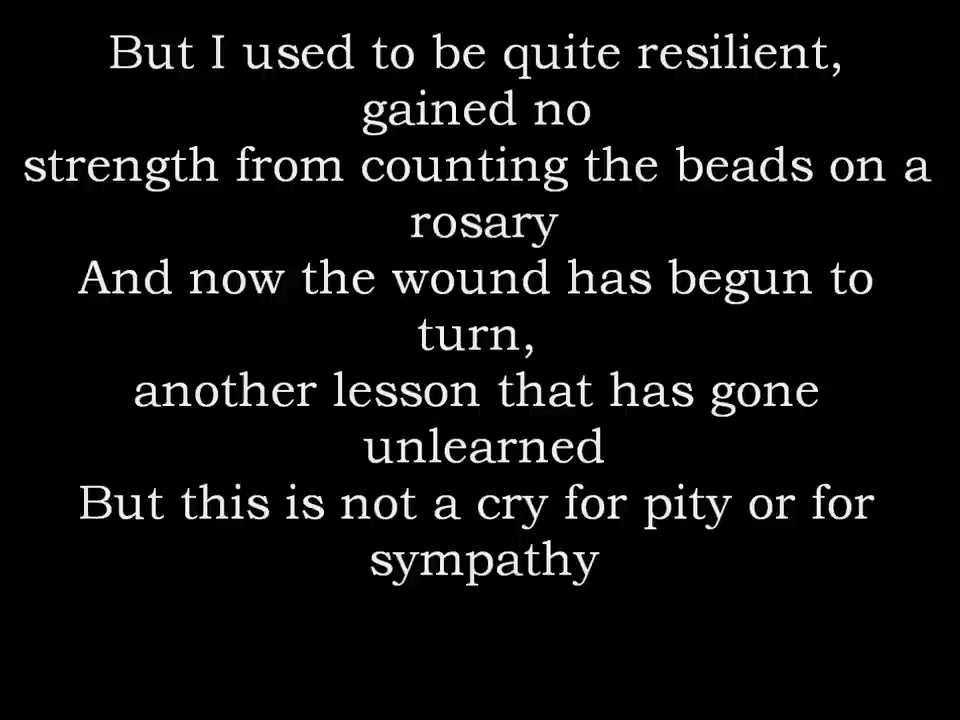 But I used to be quite resilient,
gained no
strength from counting the beads on a
rosary
And now the wound has begun to
turn,
another lesson that has gone
unlearned
But this is not a cry for pity or for
sympathy